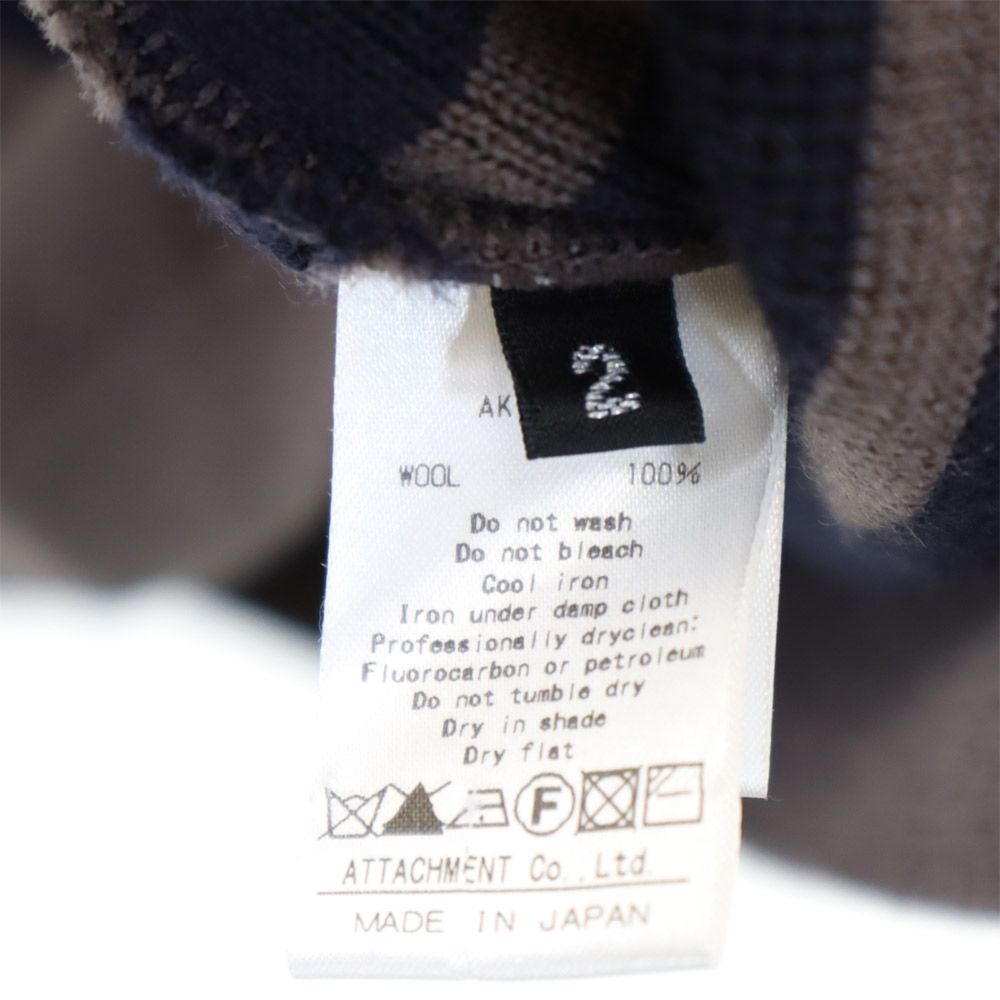 2
AK
WOOL 100%
Do not wash
Do not bleach
Cool iron
Iron under damp cloth
Professionally dryclean:
Fluorocarbon or petroleum
Do not tumble dry
Dry in shade
Dry flat
F
ATTACHMENT Co., Ltd.
MADE IN JAPAN